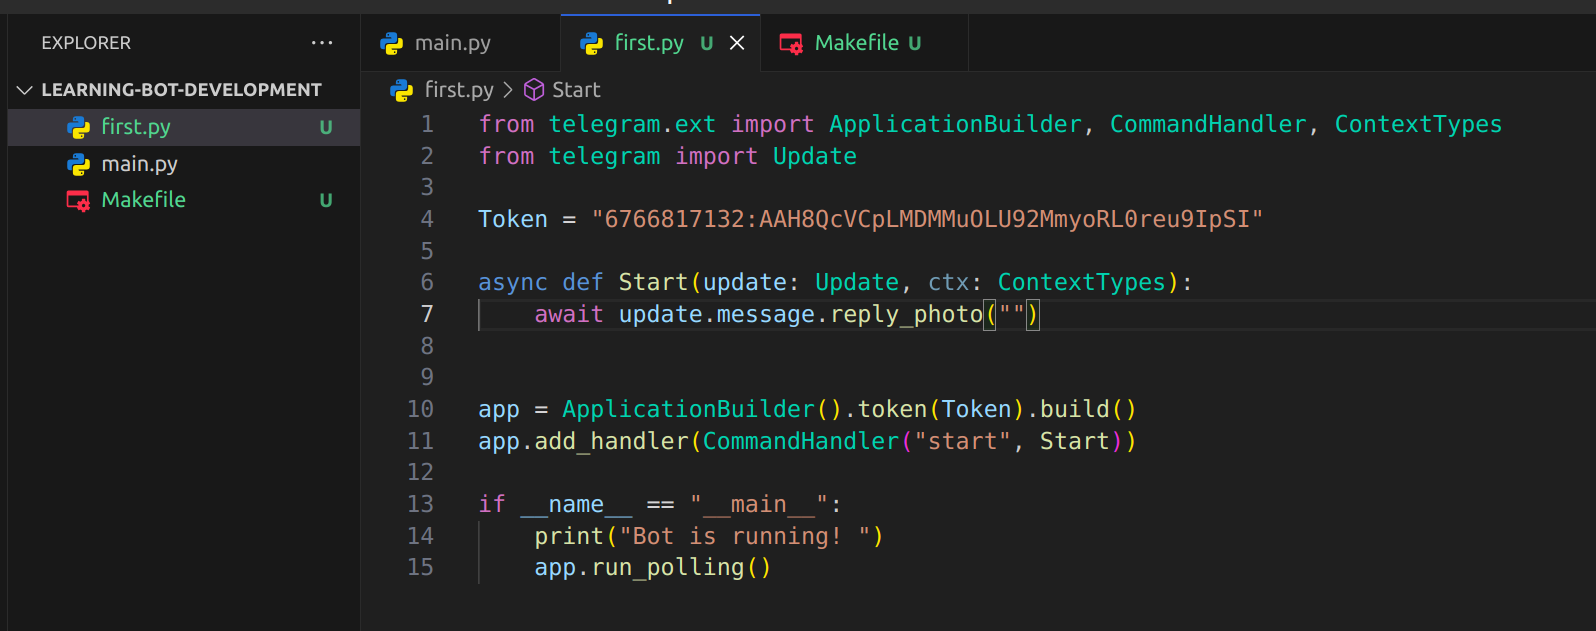 EXPLORER ...
LEARNING-BOT-DEVELOPMENT
first.py U
main.py
Makefile U
main.py first.py U Makefile U
first.py > Start
1 from telegram.ext import ApplicationBuilder, CommandHandler, ContextTypes
2 from telegram import Update
3
4 Token = "6766817132:AAH8QcVCpLMDMMuOLU92MmyoRL0reu9IpSI"
5
6 async def Start(update: Update, ctx: ContextTypes):
7     await update.message.reply_photo("")
8
9
10 app = ApplicationBuilder().token(Token).build()
11 app.add_handler(CommandHandler("start", Start))
12
13 if __name__ == "__main__":
14     print("Bot is running! ")
15     app.run_polling()